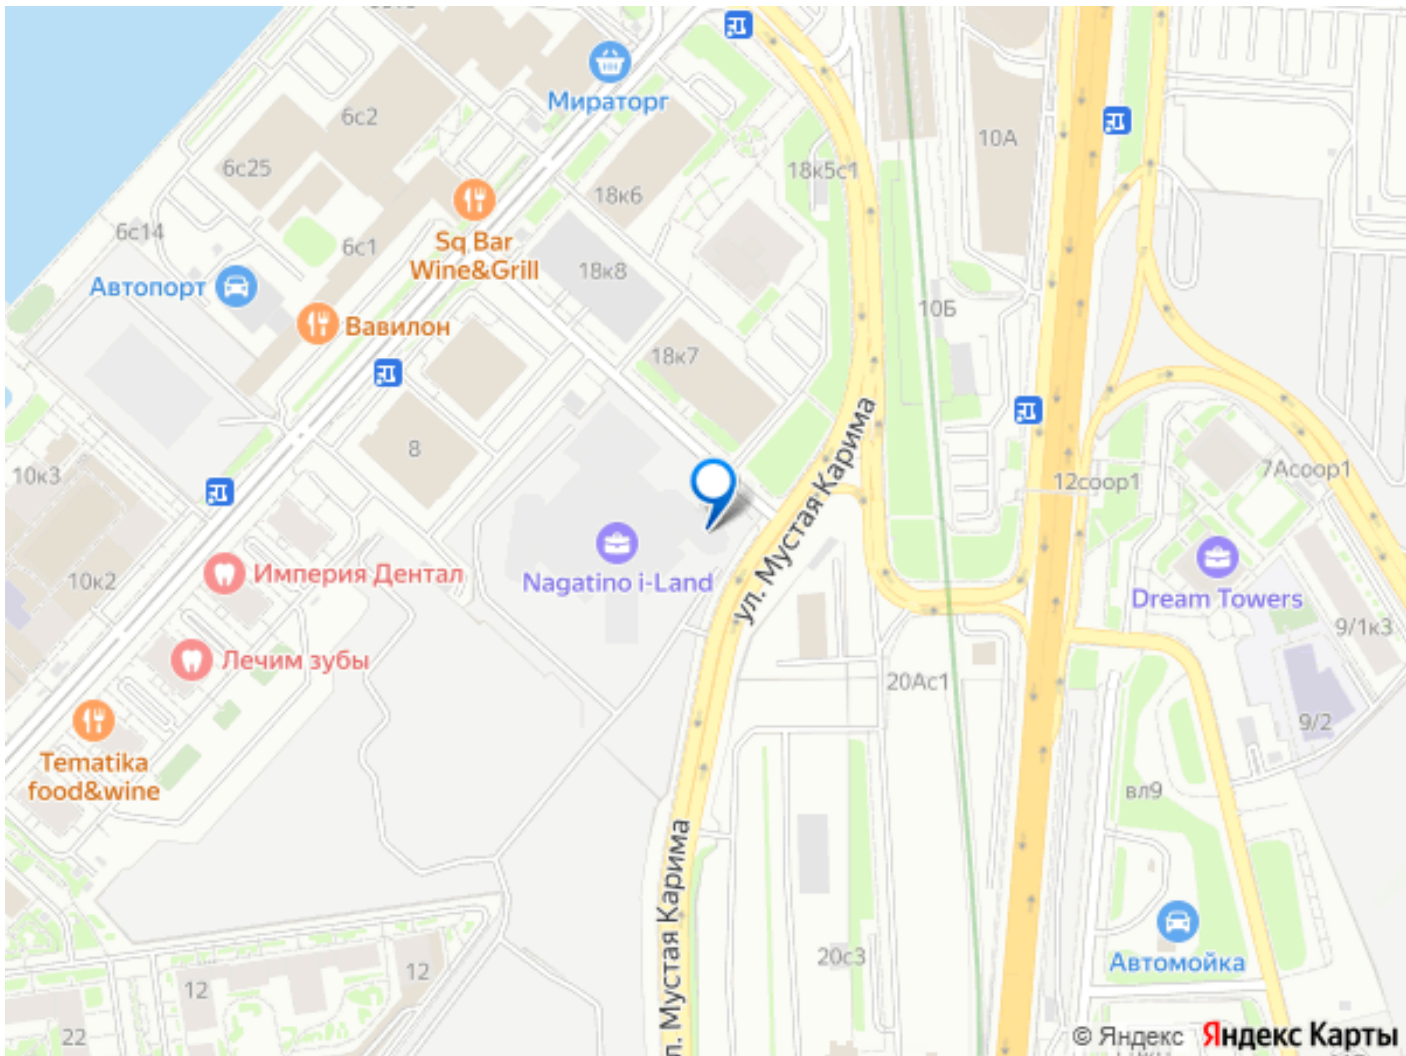 Мираторг
6с2
10А
6с25
18к5с1
18к6
6с14
6с1
Sq Bar
Wine&Grill
18к8
Автопорт
10Б
Вавилон
18к7
8
ул. Мустая Карима
10к3
7Асоор1
12соор1
Nagatino i-Land
Империя Дентал
10к2
Dream Towers
9/1к3
Лечим зубы
20Ас1
9/2
Tematika
food&wine
вл9
л. Мустая Карима
20с3
Автомойка
12
12
22
© Яндекс Яндекс Карты